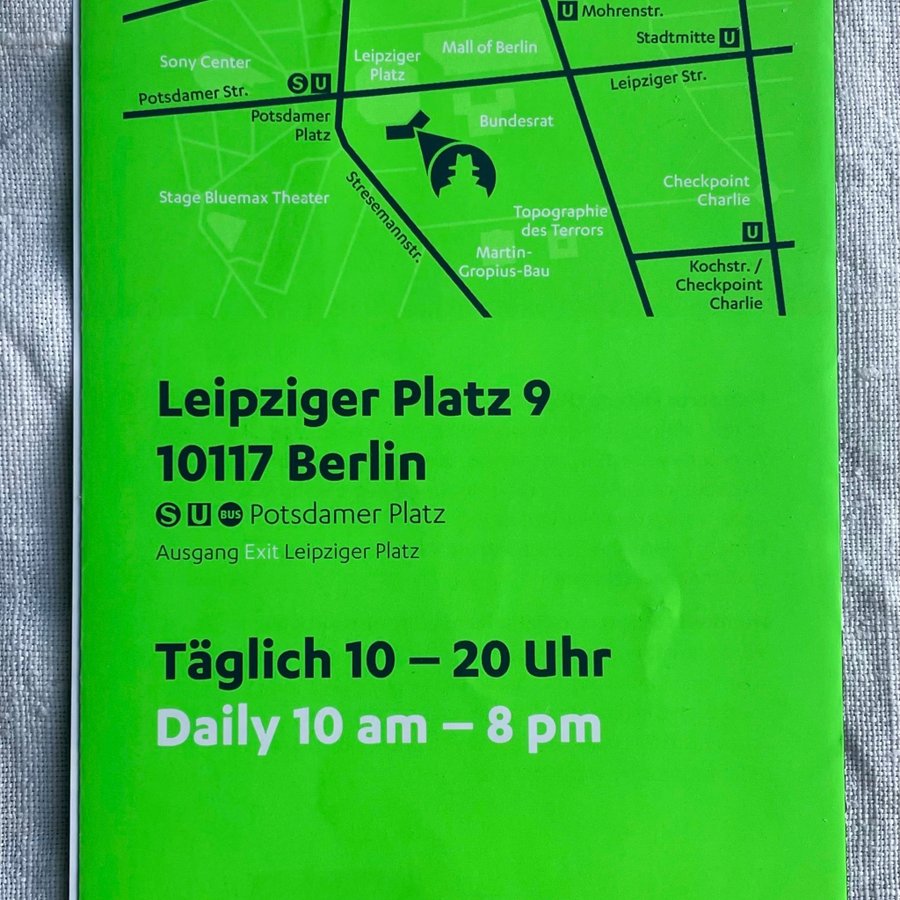 U Mohrenstr.
Stadtmitte U
Leipziger Str.
Mall of Berlin
Leipziger
Platz
Sony Center
S U
Potsdamer Str.
Potsdamer
Platz
Bundesrat
Stresemannstr.
Stage Bluemax Theater
Checkpoint
Charlie
Topographie
des Terrors
Martin-
Gropius-Bau
U
Kochstr. /
Checkpoint
Charlie
Leipziger Platz 9
10117 Berlin
S U BUS Potsdamer Platz
Ausgang Exit Leipziger Platz
Täglich 10 – 20 Uhr
Daily 10 am – 8 pm